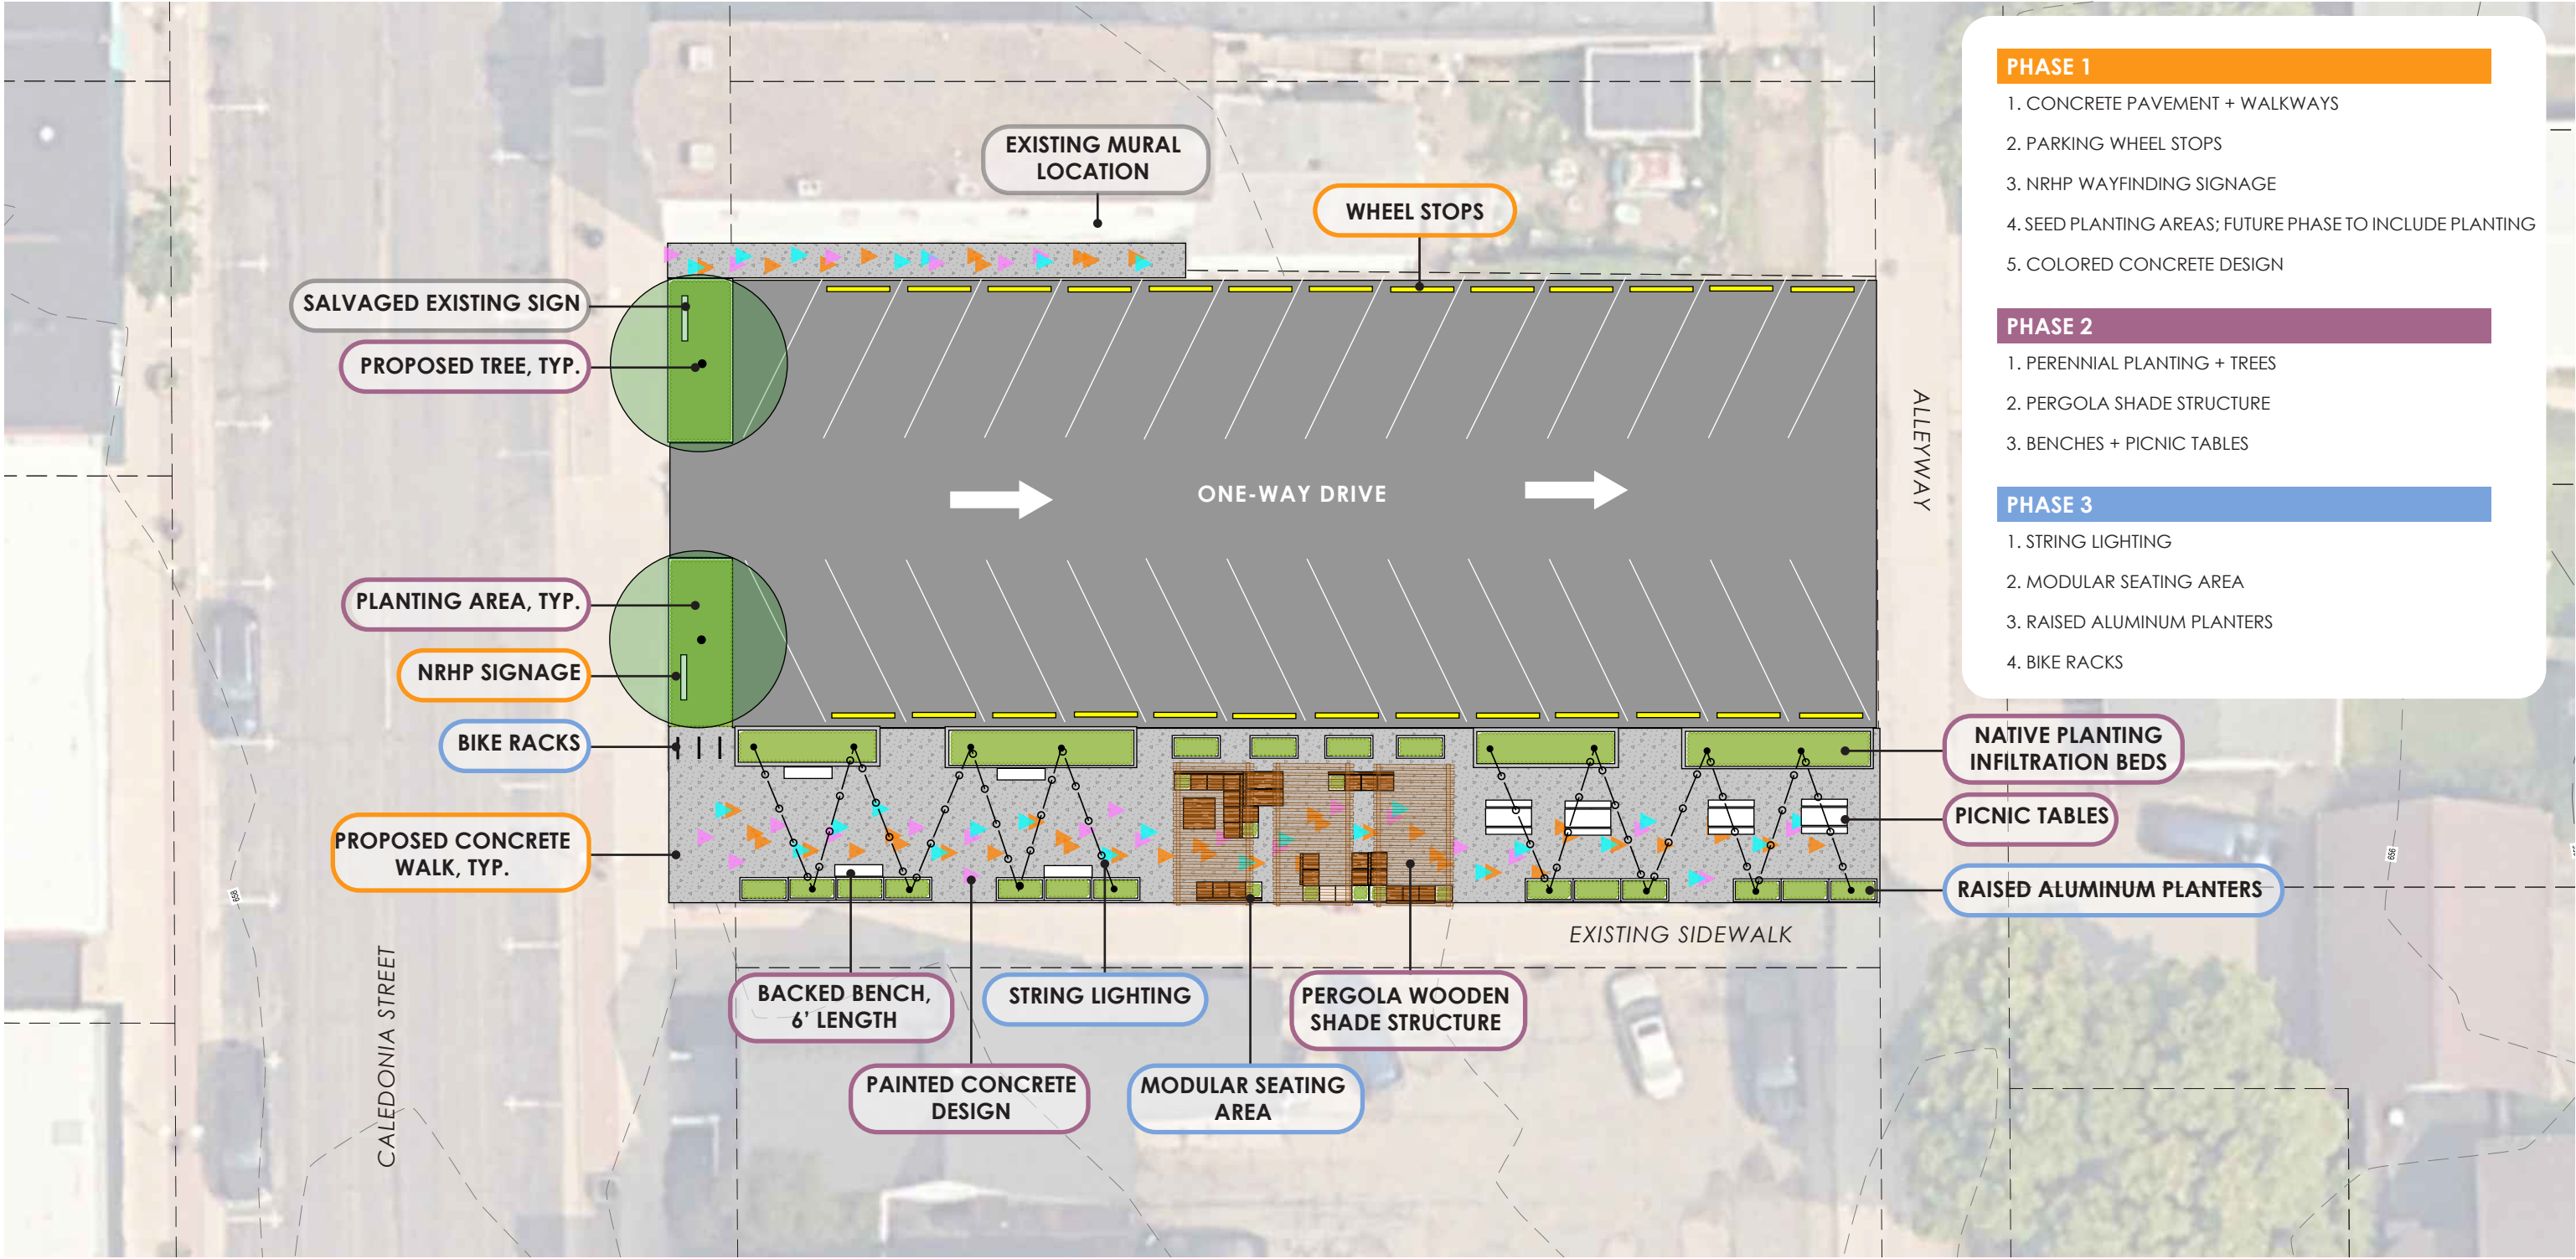 EXISTING MURAL
LOCATION
WHEEL STOPS
SALVAGED EXISTING SIGN
PROPOSED TREE, TYP.
ONE-WAY DRIVE
ALLEYWAY
PLANTING AREA, TYP.
NRHP SIGNAGE
BIKE RACKS
PROPOSED CONCRETE
WALK, TYP.
CALEDONIA STREET
658
BACKED BENCH,
6’ LENGTH
STRING LIGHTING
PERGOLA WOODEN
SHADE STRUCTURE
PAINTED CONCRETE
DESIGN
MODULAR SEATING
AREA
EXISTING SIDEWALK
NATIVE PLANTING
INFILTRATION BEDS
PICNIC TABLES
RAISED ALUMINUM PLANTERS
656
PHASE 1
1. CONCRETE PAVEMENT + WALKWAYS
2. PARKING WHEEL STOPS
3. NRHP WAYFINDING SIGNAGE
4. SEED PLANTING AREAS; FUTURE PHASE TO INCLUDE PLANTING
5. COLORED CONCRETE DESIGN
PHASE 2
1. PERENNIAL PLANTING + TREES
2. PERGOLA SHADE STRUCTURE
3. BENCHES + PICNIC TABLES
PHASE 3
1. STRING LIGHTING
2. MODULAR SEATING AREA
3. RAISED ALUMINUM PLANTERS
4. BIKE RACKS